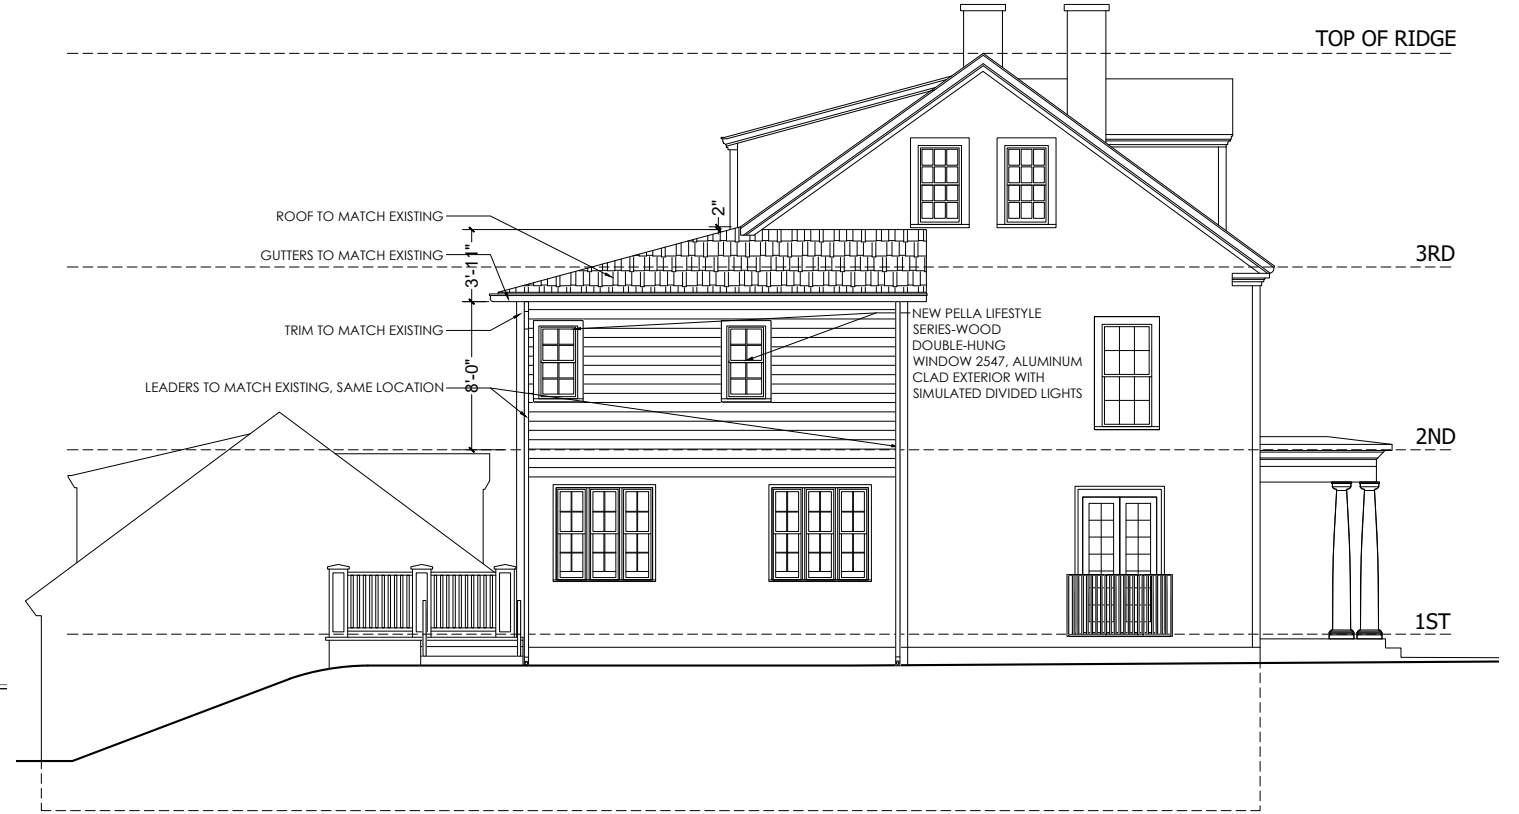 TOP OF RIDGE
2"
ROOF TO MATCH EXISTING
GUTTERS TO MATCH EXISTING
3'-11"
3RD
TRIM TO MATCH EXISTING
NEW PELLA LIFESTYLE
SERIES-WOOD
DOUBLE-HUNG
WINDOW 2547, ALUMINUM
CLAD EXTERIOR WITH
SIMULATED DIVIDED LIGHTS
8'-0"
LEADERS TO MATCH EXISTING, SAME LOCATION
2ND
1ST